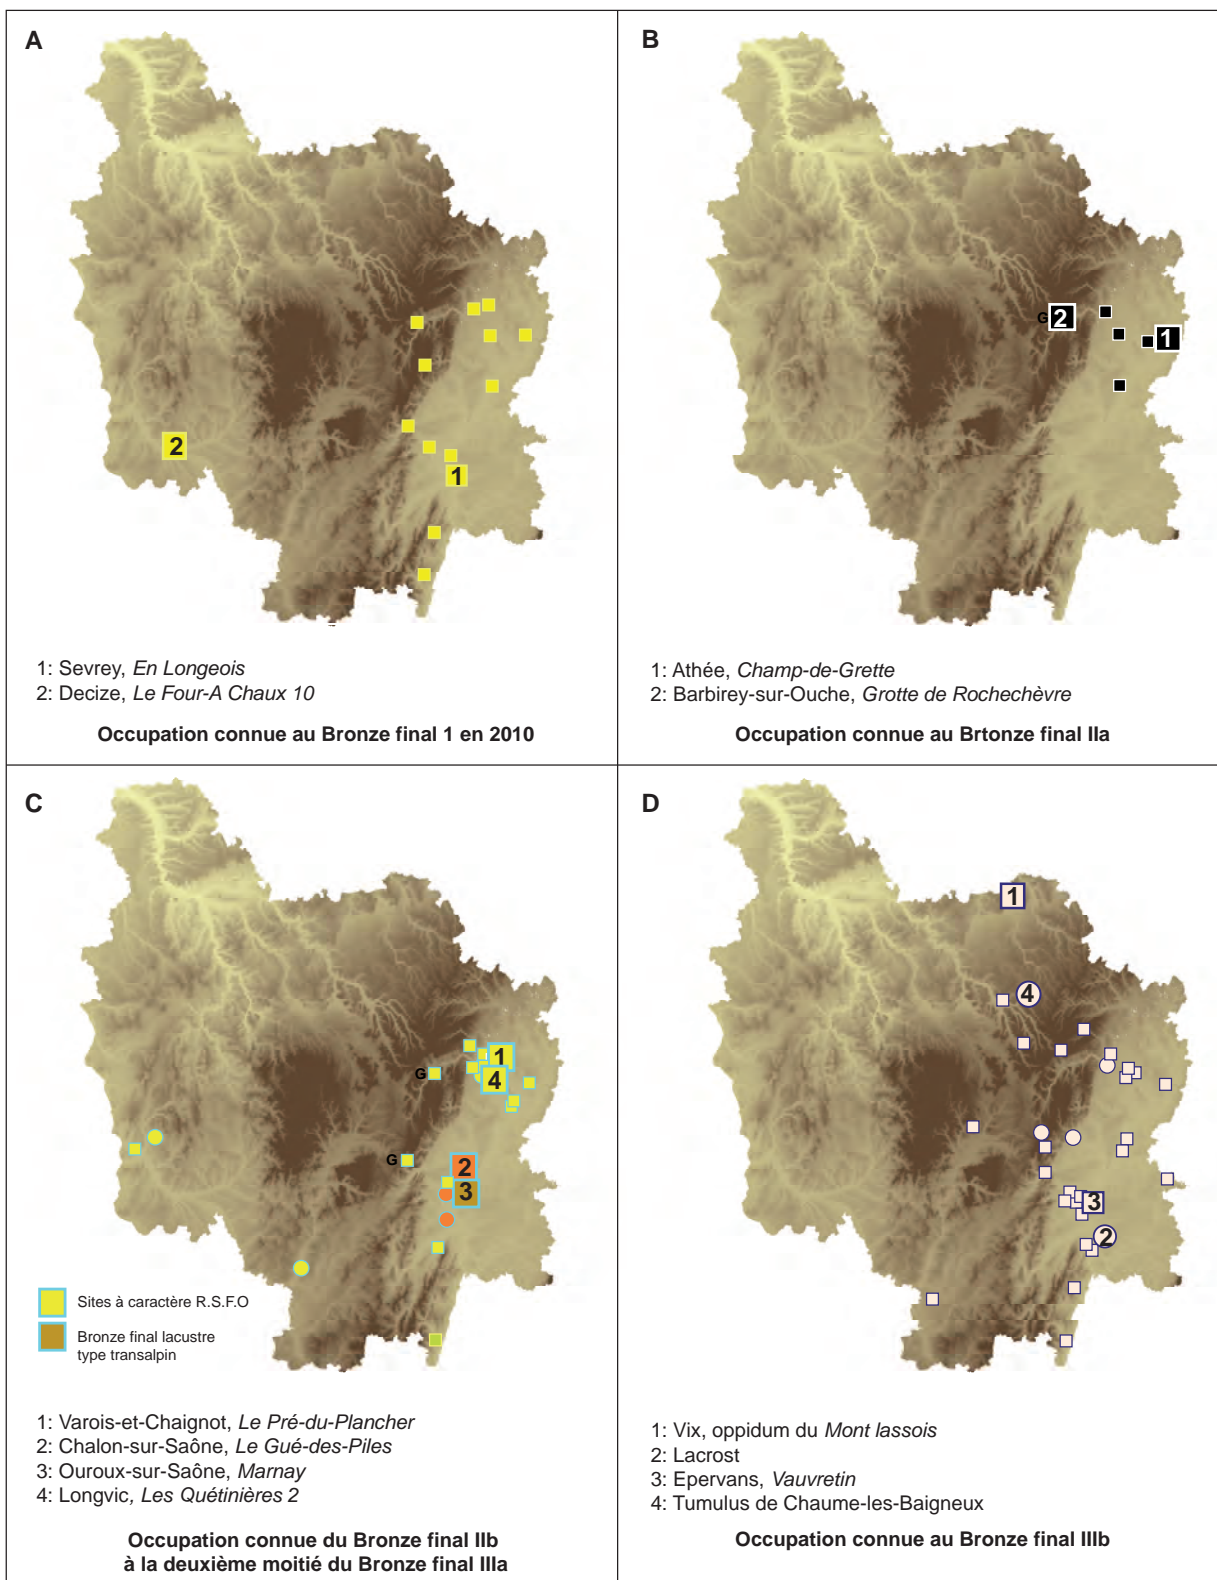 A
2
1
1: Sevrey, En Longeois
2: Decize, Le Four-A Chaux 10
Occupation connue au Bronze final 1 en 2010
B
G 2
1
1: Athée, Champ-de-Grette
2: Barbirey-sur-Ouche, Grotte de Rochechèvre
Occupation connue au Brtonze final IIa
C
1
G
4
G
2
3
Sites à caractère R.S.F.O
Bronze final lacustre
type transalpin
1: Varois-et-Chaignot, Le Pré-du-Plancher
2: Chalon-sur-Saône, Le Gué-des-Piles
3: Ouroux-sur-Saône, Marnay
4: Longvic, Les Quétinières 2
Occupation connue du Bronze final IIb
à la deuxième moitié du Bronze final IIIa
D
1
4
3
2
1: Vix, oppidum du Mont lassois
2: Lacrost
3: Epervans, Vauvretin
4: Tumulus de Chaume-les-Baigneux
Occupation connue au Bronze final IIIb